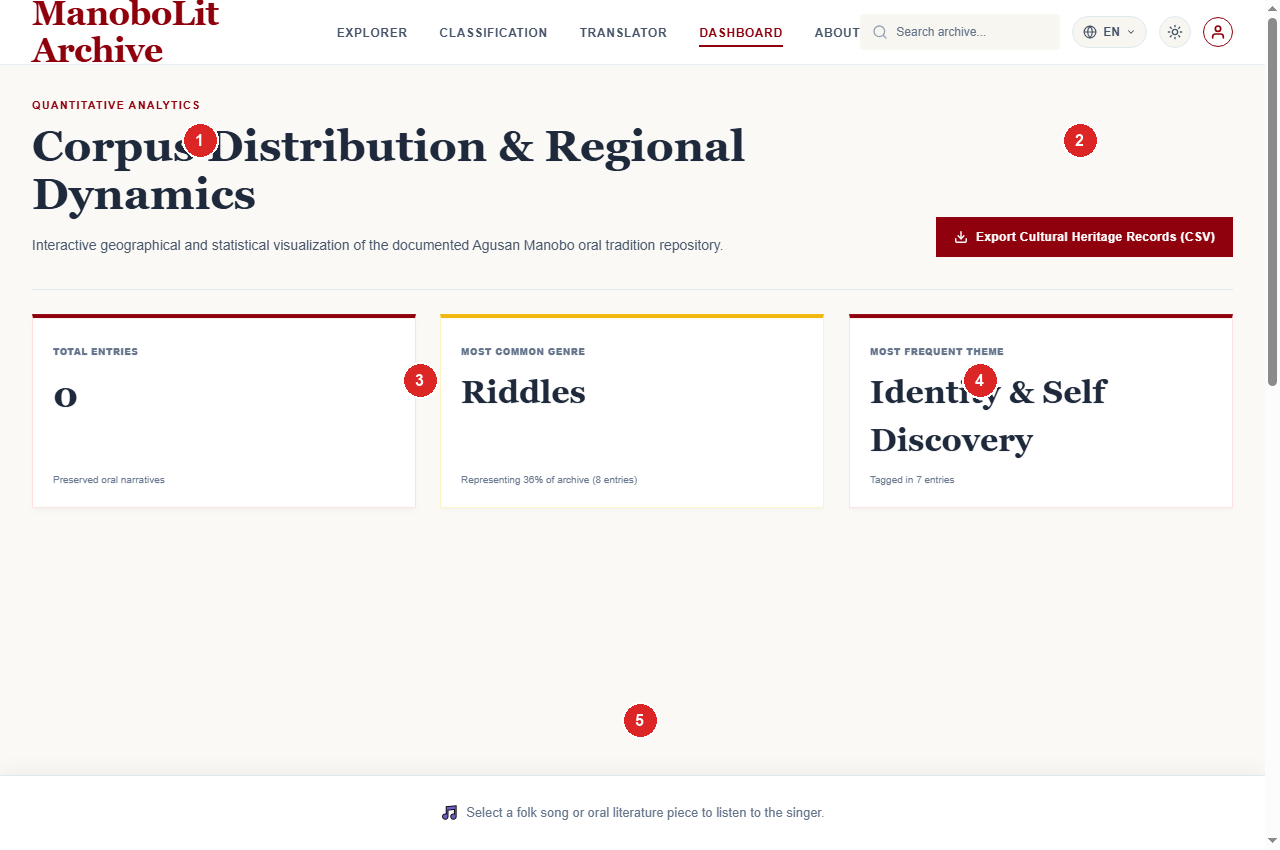 ManoboLit
Archive
EXPLORER CLASSIFICATION TRANSLATOR DASHBOARD ABOUT Search archive... EN
QUANTITATIVE ANALYTICS
Corpus Distribution & Regional
Dynamics
1
2
Interactive geographical and statistical visualization of the documented Agusan Manobo oral tradition repository.
Export Cultural Heritage Records (CSV)
TOTAL ENTRIES
0
Preserved oral narratives
3
MOST COMMON GENRE
Riddles
Representing 36% of archive (8 entries)
MOST FREQUENT THEME
4
Identity & Self
Discovery
Tagged in 7 entries
5
Select a folk song or oral literature piece to listen to the singer.